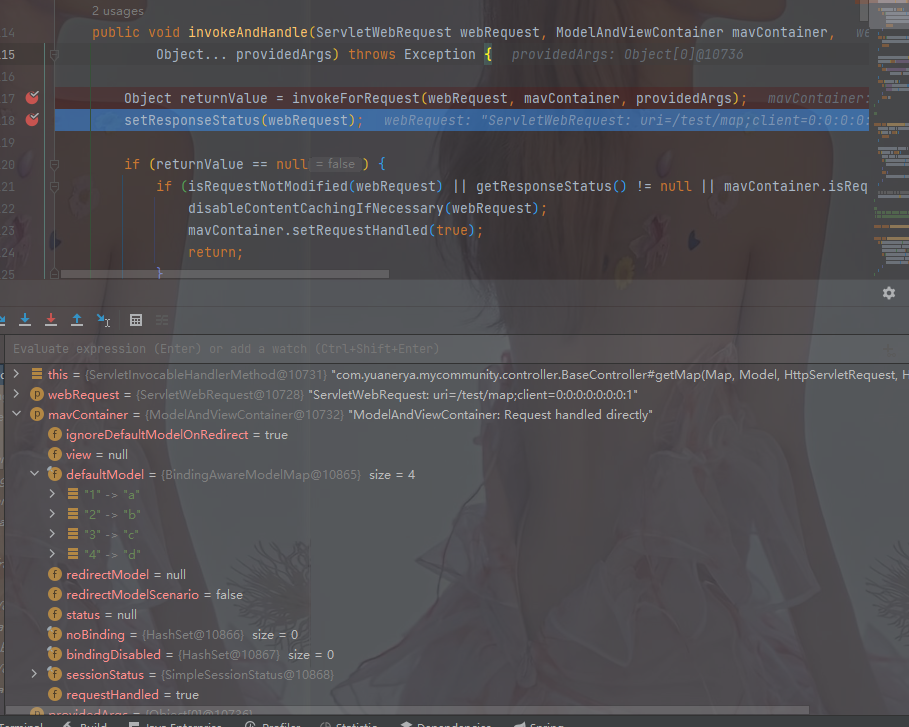 2 usages
14 public void invokeAndHandle(ServletWebRequest webRequest, ModelAndViewContainer mavContainer, we
15 Object... providedArgs) throws Exception { providedArgs: Object[0]@10736
16
17 Object returnValue = invokeForRequest(webRequest, mavContainer, providedArgs); mavContainer:
18 setResponseStatus(webRequest); webRequest: "ServletWebRequest: uri=/test/map;client=0:0:0:0:
19
20 if (returnValue == null = false ) {
21 if (isRequestNotModified(webRequest) || getResponseStatus() != null || mavContainer.isReq
22 disableContentCachingIfNecessary(webRequest);
23 mavContainer.setRequestHandled(true);
24 return;
25 }
Evaluate expression (Enter) or add a watch (Ctrl+Shift+Enter)
this = {ServletInvocableHandlerMethod@10731} "com.yuanerya.mycommunity.controller.BaseController#getMap(Map, Model, HttpServletRequest, H
webRequest = {ServletWebRequest@10728} "ServletWebRequest: uri=/test/map;client=0:0:0:0:0:0:0:1"
mavContainer = {ModelAndViewContainer@10732} "ModelAndViewContainer: Request handled directly"
ignoreDefaultModelOnRedirect = true
view = null
defaultModel = {BindingAwareModelMap@10865} size = 4
"1" -> "a"
"2" -> "b"
"3" -> "c"
"4" -> "d"
redirectModel = null
redirectModelScenario = false
status = null
noBinding = {HashSet@10866} size = 0
bindingDisabled = {HashSet@10867} size = 0
sessionStatus = {SimpleSessionStatus@10868}
requestHandled = true
providedArgs = {Object[0]@10736}
Terminal Build Java Enterprise Profiler Statistic Dependencies Spring